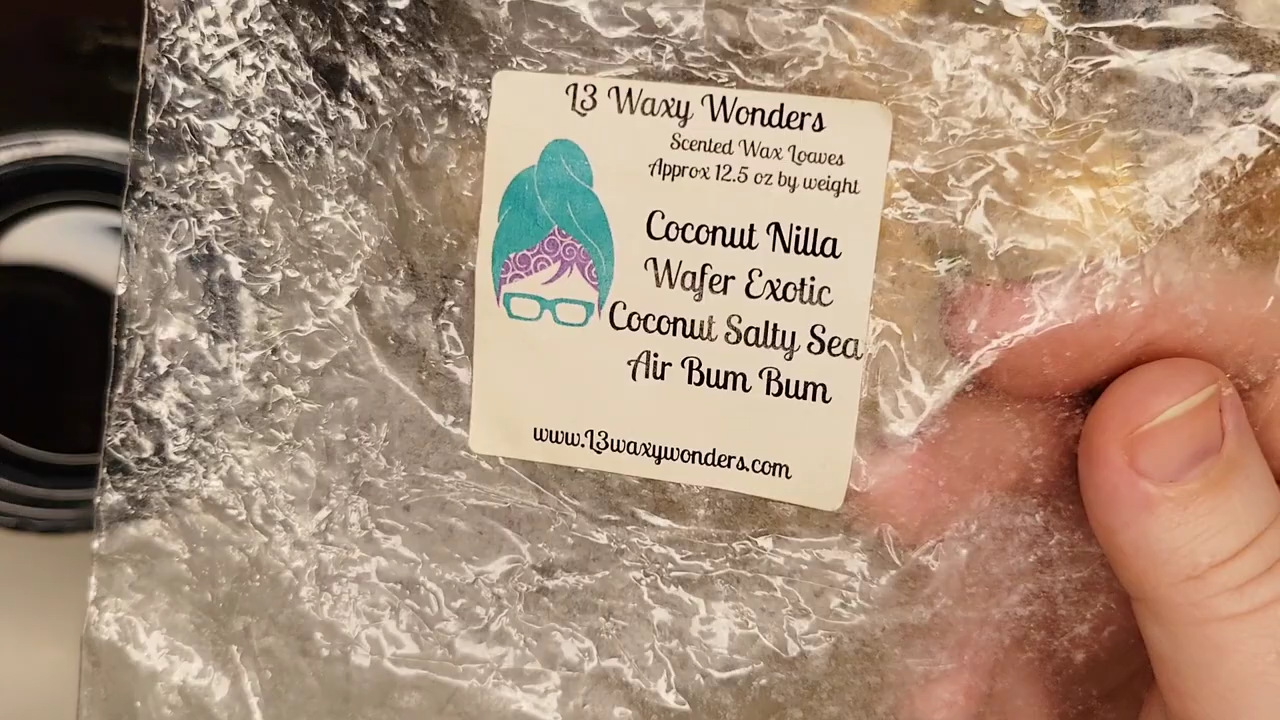 L3 Waxy Wonders
Scented Wax Loaves
Approx 12.5 oz by weight
Coconut Nilla
Wafer Exotic
Coconut Salty Sea
Air Bum Bum
www.L3waxywonders.com